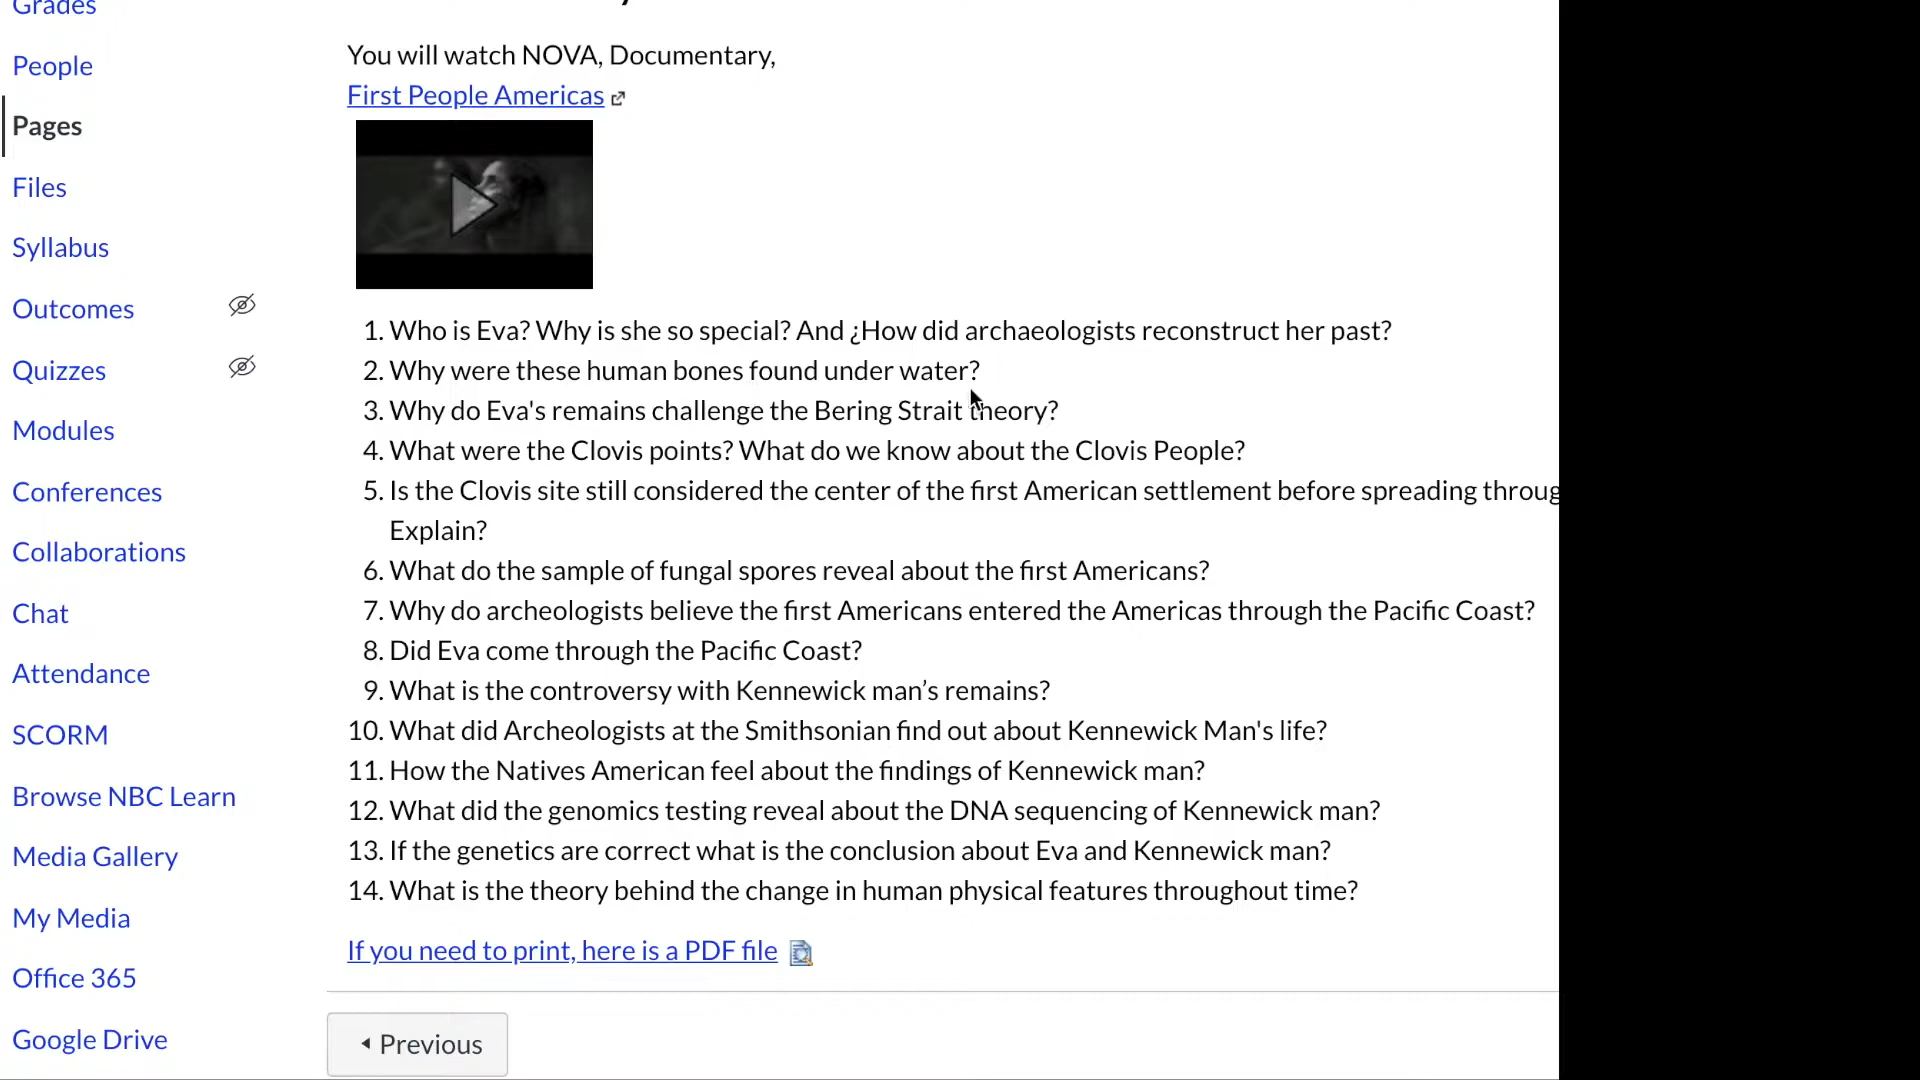 Grades
People
Pages
Files
Syllabus
Outcomes
Quizzes
Modules
Conferences
Collaborations
Chat
Attendance
SCORM
Browse NBC Learn
Media Gallery
My Media
Office 365
Google Drive
You will watch NOVA, Documentary,
First People Americas
1. Who is Eva? Why is she so special? And ¿How did archaeologists reconstruct her past?
2. Why were these human bones found under water?
3. Why do Eva's remains challenge the Bering Strait theory?
4. What were the Clovis points? What do we know about the Clovis People?
5. Is the Clovis site still considered the center of the first American settlement before spreading throug
Explain?
6. What do the sample of fungal spores reveal about the first Americans?
7. Why do archeologists believe the first Americans entered the Americas through the Pacific Coast?
8. Did Eva come through the Pacific Coast?
9. What is the controversy with Kennewick man’s remains?
10. What did Archeologists at the Smithsonian find out about Kennewick Man's life?
11. How the Natives American feel about the findings of Kennewick man?
12. What did the genomics testing reveal about the DNA sequencing of Kennewick man?
13. If the genetics are correct what is the conclusion about Eva and Kennewick man?
14. What is the theory behind the change in human physical features throughout time?
If you need to print, here is a PDF file
Previous